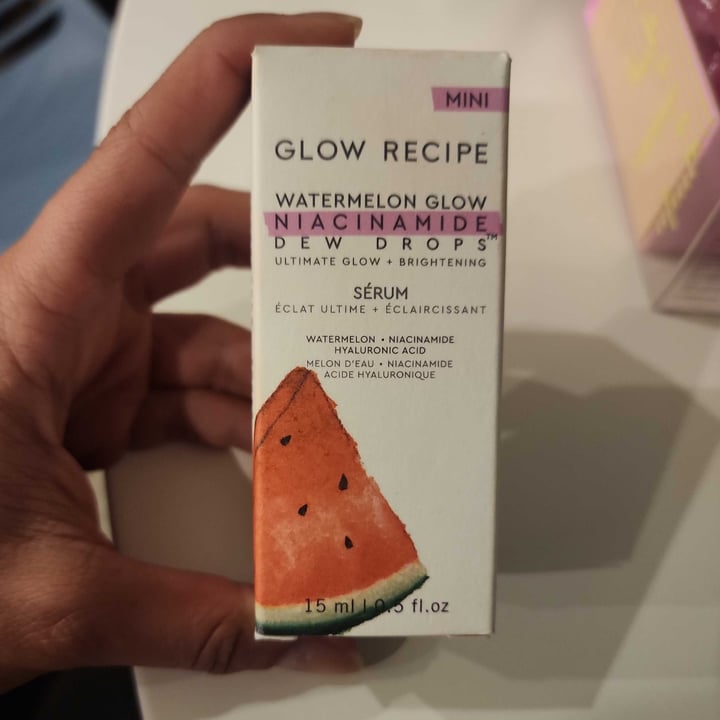 MINI
GLOW RECIPE
WATERMELON GLOW
NIACINAMIDE
DEW DROPS™
ULTIMATE GLOW + BRIGHTENING
SÉRUM
ÉCLAT ULTIME + ÉCLAIRCISSANT
WATERMELON • NIACINAMIDE
HYALURONIC ACID
MELON D'EAU • NIACINAMIDE
ACIDE HYALURONIQUE
15 ml | 0.5 fl.oz